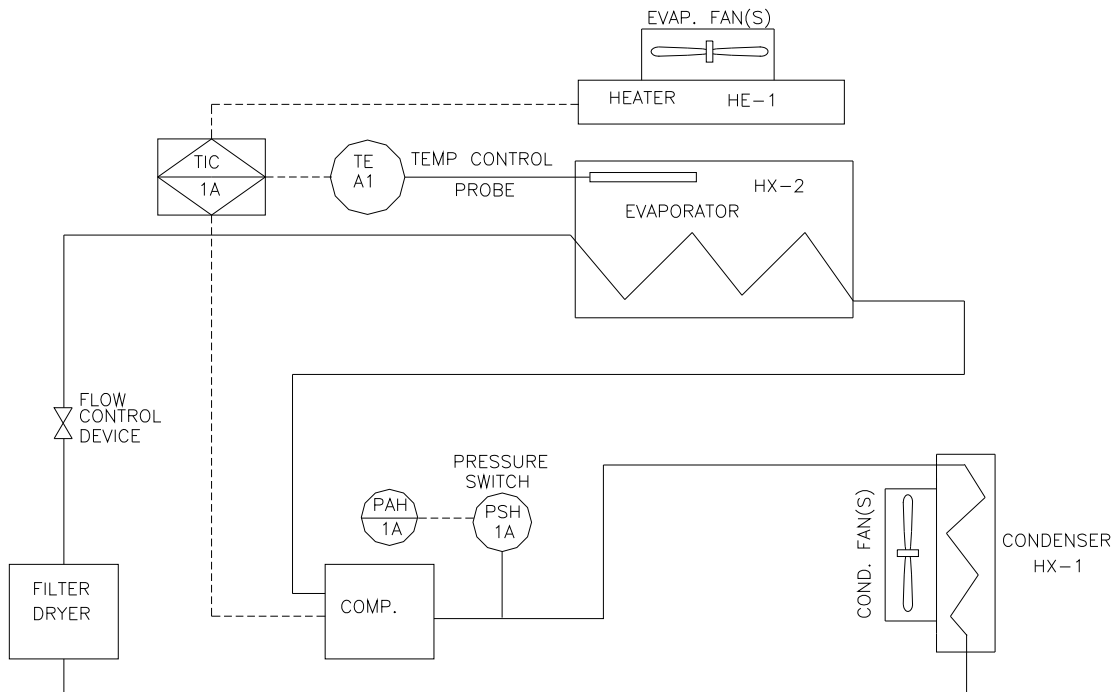 EVAP. FAN(S)
HEATER HE-1
TIC
1A
TE
A1
TEMP CONTROL
PROBE
HX-2
EVAPORATOR
FLOW
CONTROL
DEVICE
PRESSURE
SWITCH
PAH
1A
PSH
1A
COND. FAN(S)
CONDENSER
HX-1
FILTER
DRYER
COMP.